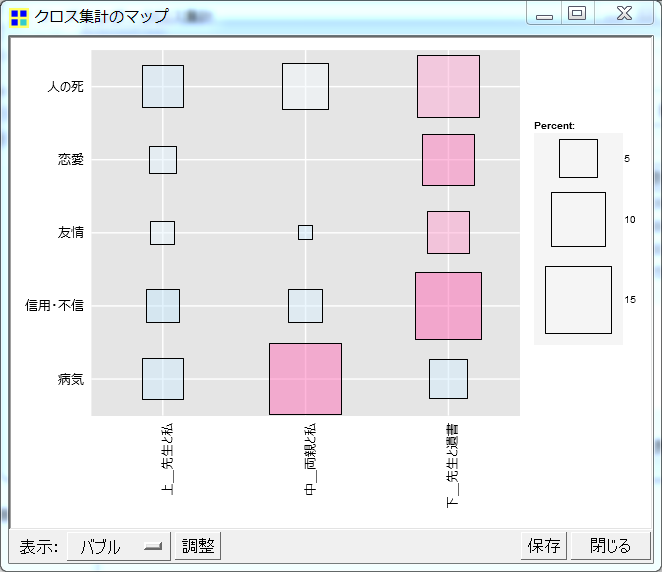 クロス集計のマップ
人の死
恋愛
友情
信用・不信
病気
上__先生と私
中__両親と私
下__先生と遺書
Percent:
5
10
15
表示: バブル 調整 保存 閉じる